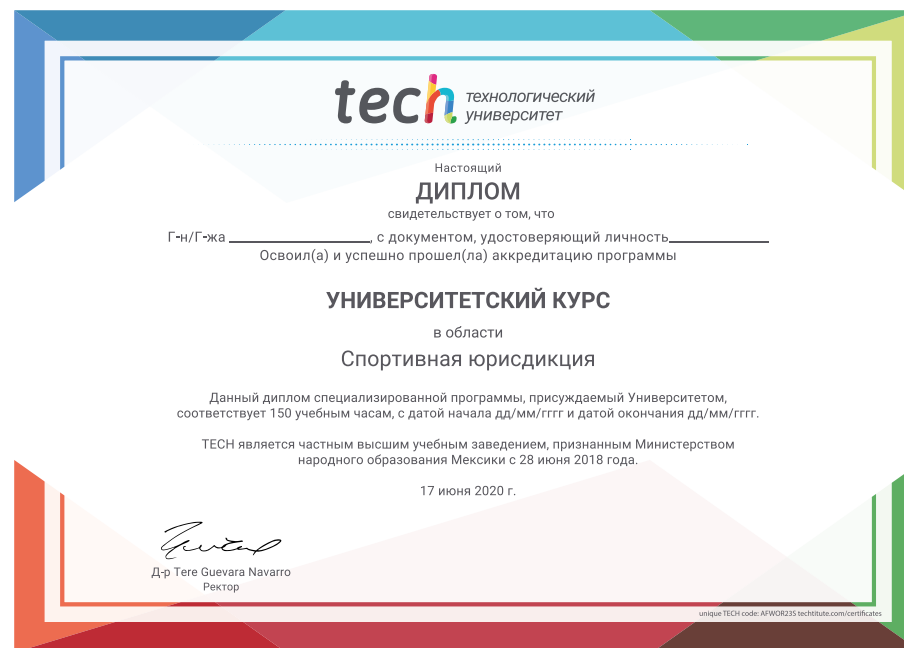 tech технологический
университет
Настоящий
ДИПЛОМ
свидетельствует о том, что
Г-н/Г-жа ____________________, с документом, удостоверяющий личность______________
Освоил(а) и успешно прошел(ла) аккредитацию программы
УНИВЕРСИТЕТСКИЙ КУРС
в области
Спортивная юрисдикция
Данный диплом специализированной программы, присуждаемый Университетом,
соответствует 150 учебным часам, с датой начала дд/мм/гггг и датой окончания дд/мм/гггг.
TECH является частным высшим учебным заведением, признанным Министерством
народного образования Мексики с 28 июня 2018 года.
17 июня 2020 г.
Д-р Tere Guevara Navarro
Ректор
unique TECH code: AFWOR23S techtitute.com/certificates